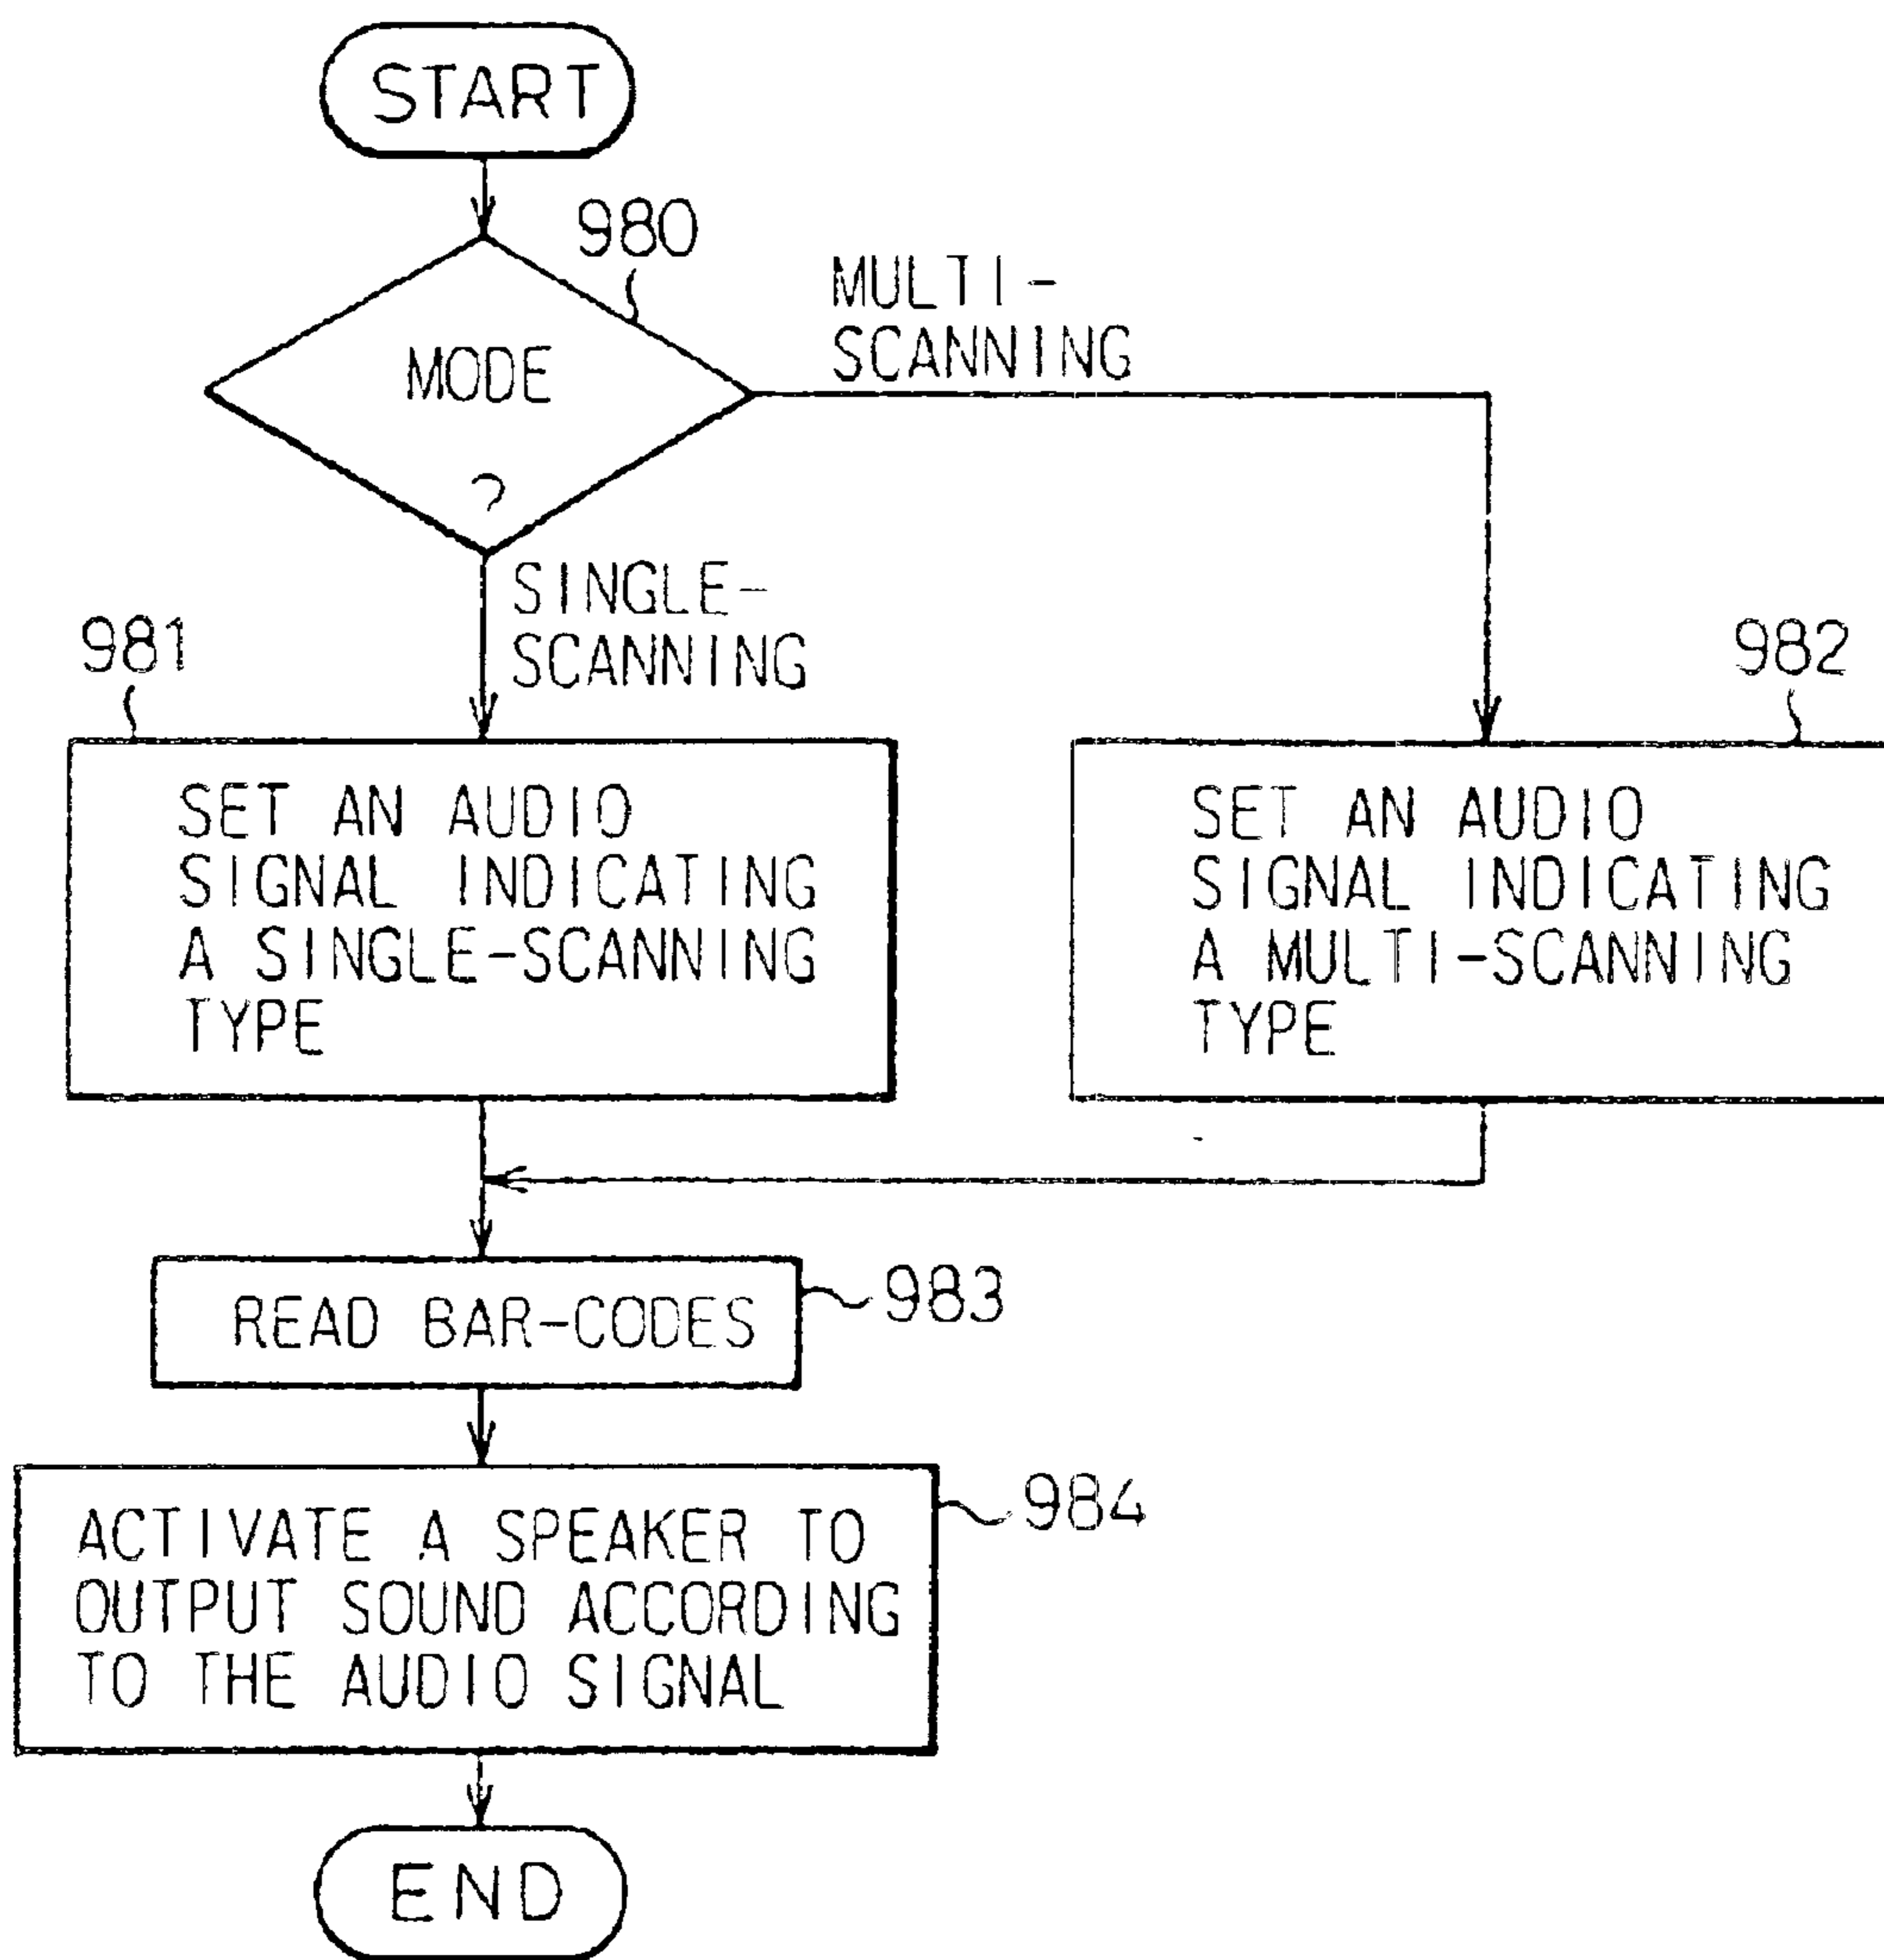 START
980
MODE
?
MULTI-
SCANNING
SINGLE-
SCANNING
981
982
SET AN AUDIO
SIGNAL INDICATING
A SINGLE-SCANNING
TYPE
SET AN AUDIO
SIGNAL INDICATING
A MULTI-SCANNING
TYPE
READ BAR-CODES
983
ACTIVATE A SPEAKER TO
OUTPUT SOUND ACCORDING
TO THE AUDIO SIGNAL
984
END